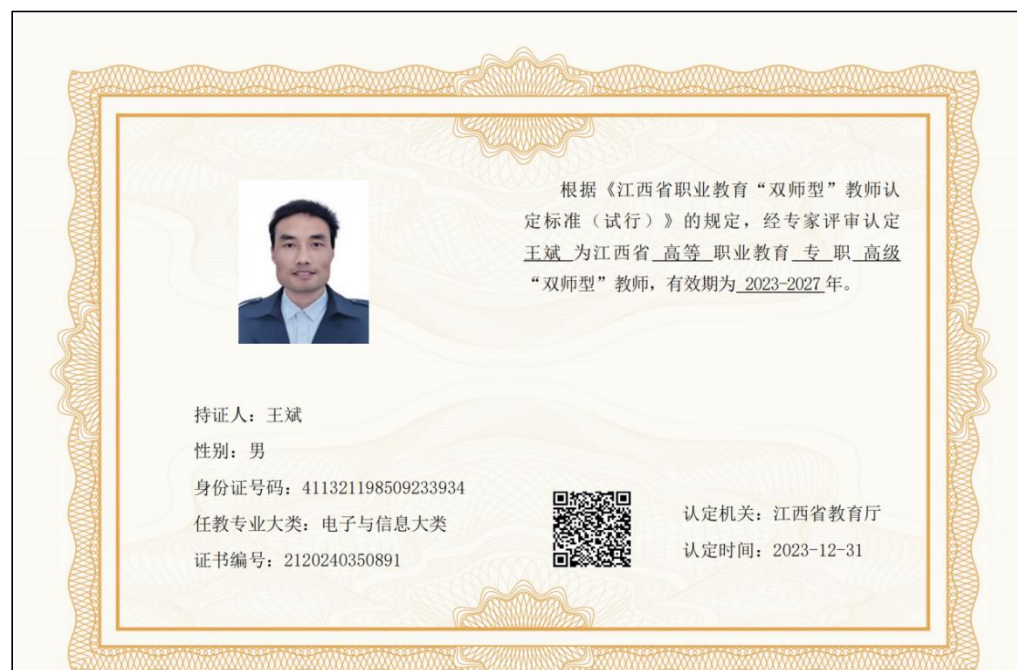 根据《江西省职业教育“双师型”教师认
定标准（试行）》的规定，经专家评审认定
王斌 为江西省 高等 职业教育 专 职 高级
“双师型”教师，有效期为 2023-2027 年。
持证人：王斌
性别：男
身份证号码：411321198509233934
任教专业大类：电子与信息大类
证书编号：2120240350891
认定机关：江西省教育厅
认定时间：2023-12-31